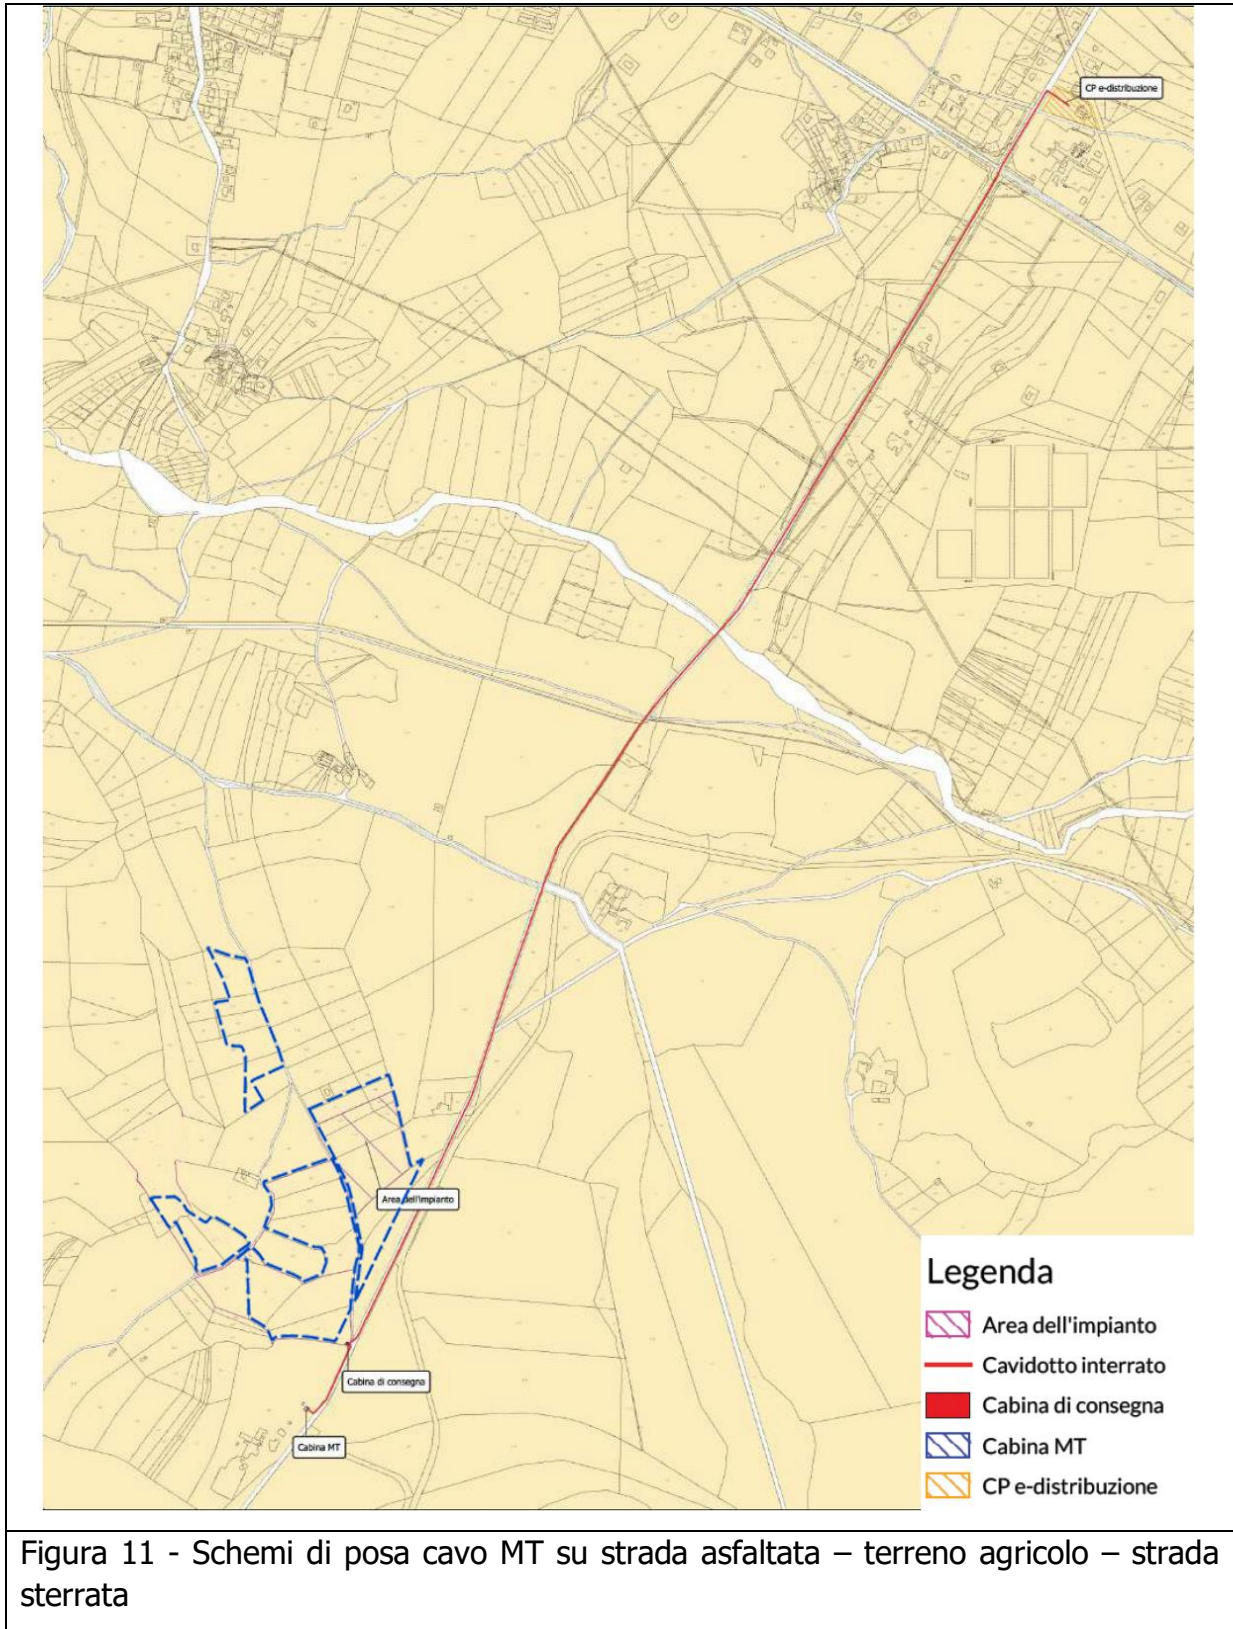 CP e-distribuzione
Area dell'impianto
Cabina di consegna
Cabina MT
Legenda
Area dell'impianto
Cavidotto interrato
Cabina di consegna
Cabina MT
CP e-distribuzione
Figura 11 - Schemi di posa cavo MT su strada asfaltata – terreno agricolo – strada
sterrata